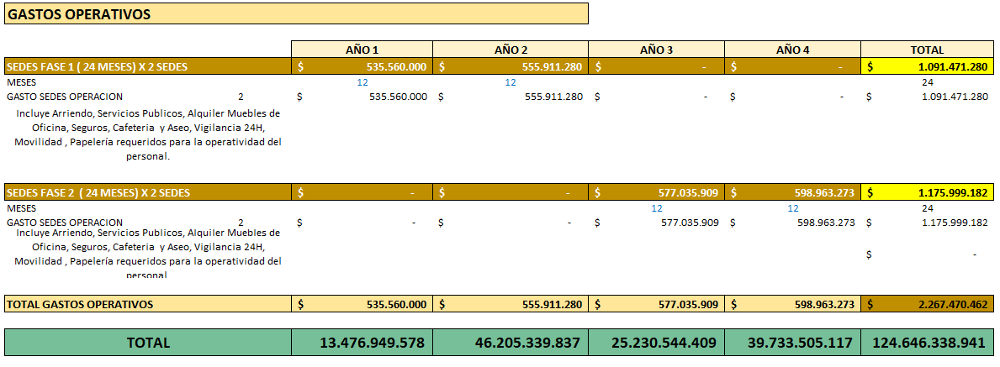 GASTOS OPERATIVOS
AÑO 1 AÑO 2 AÑO 3 AÑO 4 TOTAL
SEDES FASE 1 ( 24 MESES) X 2 SEDES $ 535.560.000 $ 555.911.280 $ - $ - $ 1.091.471.280
MESES 12 12 24
GASTO SEDES OPERACION 2 $ 535.560.000 $ 555.911.280 $ - $ - $ 1.091.471.280
Incluye Arriendo, Servicios Publicos, Alquiler Muebles de
Oficina, Seguros, Cafeteria y Aseo, Vigilancia 24H,
Movilidad , Papelería requeridos para la operatividad del
personal.
SEDES FASE 2 ( 24 MESES) X 2 SEDES $ - $ - $ 577.035.909 $ 598.963.273 $ 1.175.999.182
MESES 12 12 24
GASTO SEDES OPERACION 2 $ - $ - $ 577.035.909 $ 598.963.273 $ 1.175.999.182
Incluye Arriendo, Servicios Publicos, Alquiler Muebles de
Oficina, Seguros, Cafeteria y Aseo, Vigilancia 24H,
$ -
Movilidad , Papelería requeridos para la operatividad del
personal
TOTAL GASTOS OPERATIVOS $ 535.560.000 $ 555.911.280 $ 577.035.909 $ 598.963.273 $ 2.267.470.462
TOTAL 13.476.949.578 46.205.339.837 25.230.544.409 39.733.505.117 124.646.338.941